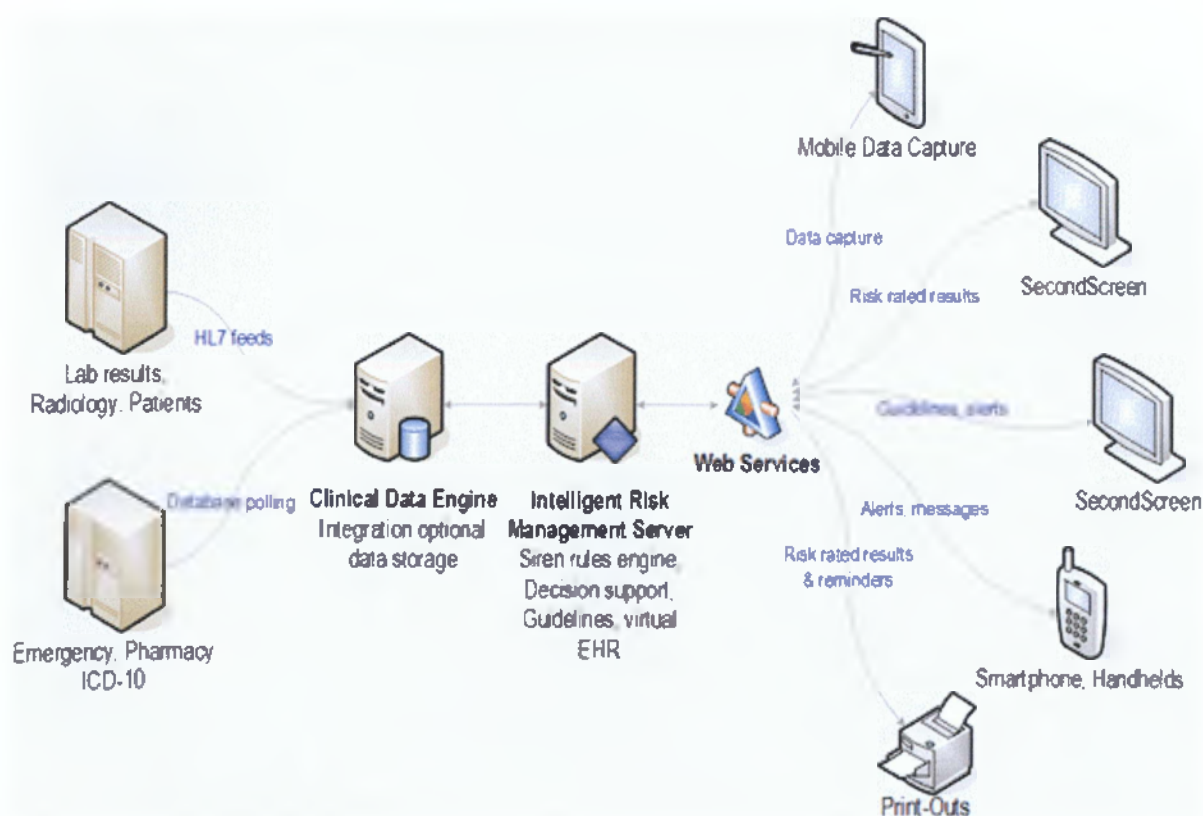 Mobile Data Capture
Data capture
Risk rated results
SecondScreen
HL7 feeds
Lab results,
Radiology, Patients
Guidelines, alerts
Web Services
SecondScreen
Database polling
Clinical Data Engine
Integration optional
data storage
Intelligent Risk
Management Server
Siren rules engine,
Decision support,
Guidelines, virtual
EHR
Alerts, messages
Risk rated results
& reminders
Emergency, Pharmacy
ICD-10
Smartphone, Handhelds
Print-Outs